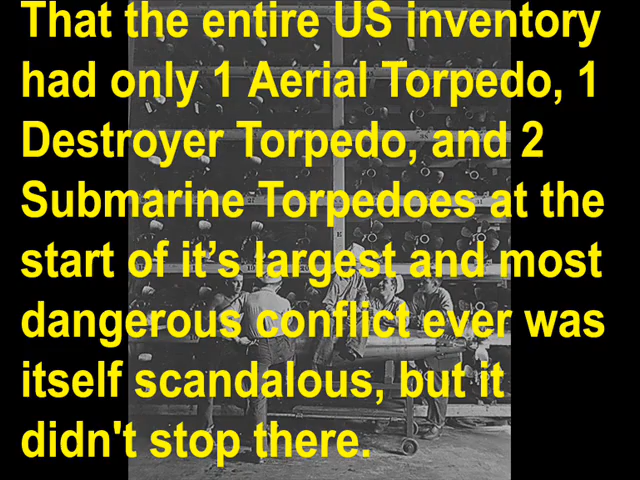 That the entire US inventory
had only 1 Aerial Torpedo, 1
Destroyer Torpedo, and 2
Submarine Torpedoes at the
start of it’s largest and most
dangerous conflict ever was
itself scandalous, but it
didn't stop there.